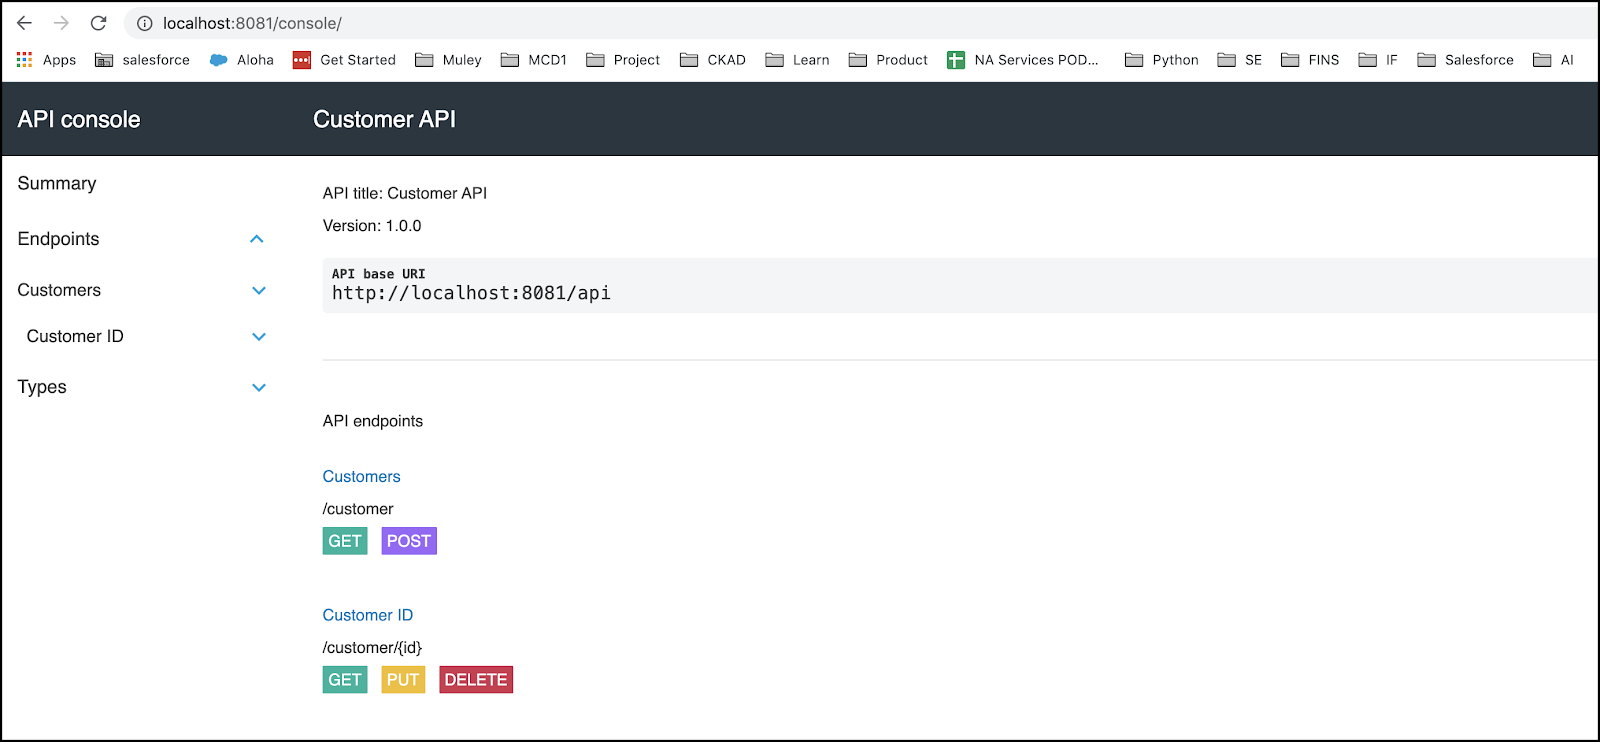 localhost:8081/console/
Apps salesforce Aloha Get Started Muley MCD1 Project CKAD Learn Product NA Services POD... Python SE FINS IF Salesforce AI
API console Customer API
Summary
Endpoints
Customers
Customer ID
Types
API title: Customer API
Version: 1.0.0
API base URI
http://localhost:8081/api
API endpoints
Customers
/customer
GET POST
Customer ID
/customer/{id}
GET PUT DELETE